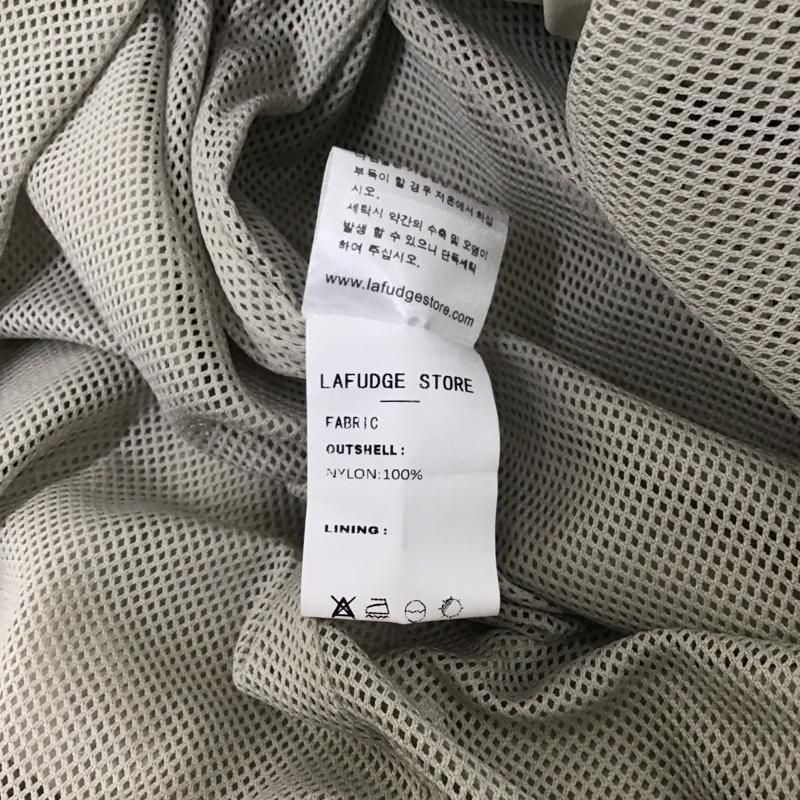 부득이 할 경우 저온에서 하십
시오.
세탁시 약간의 수축 및 오염이
발생 할 수 있으니 단독세탁
하여 주십시오.
www.lafudgestore.com
LAFUDGE STORE
FABRIC
OUTSHELL:
NYLON:100%
LINING: